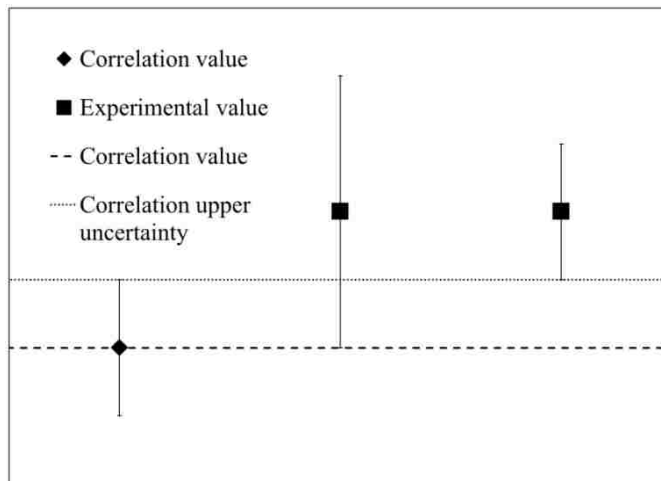 Correlation value
Experimental value
Correlation value
Correlation upper
uncertainty